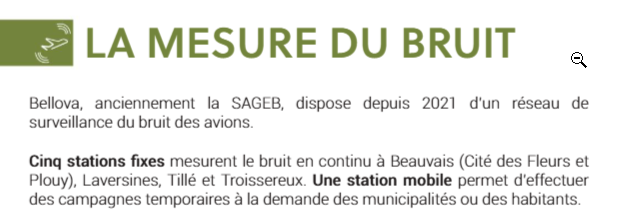 LA MESURE DU BRUIT
Bellova, anciennement la SAGEB, dispose depuis 2021 d'un réseau de
surveillance du bruit des avions.
Cinq stations fixes mesurent le bruit en continu à Beauvais (Cité des Fleurs et
Plouy), Laversines, Tillé et Troissereux. Une station mobile permet d'effectuer
des campagnes temporaires à la demande des municipalités ou des habitants.